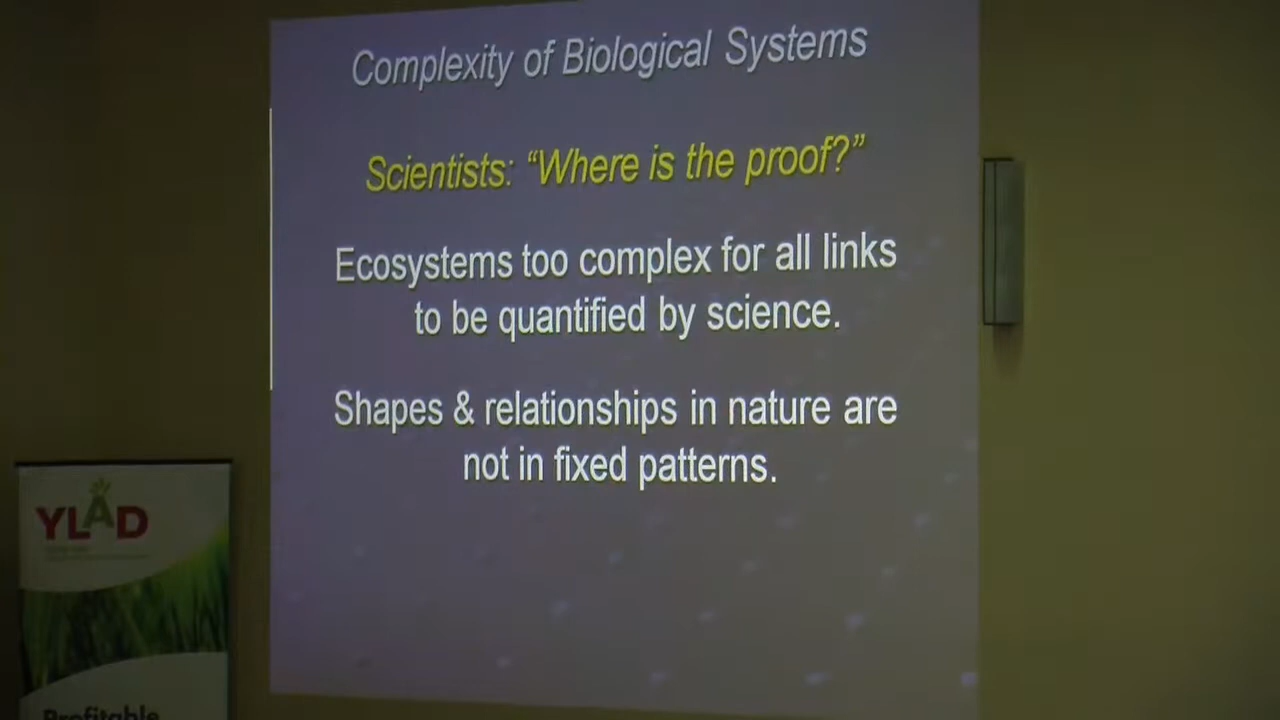 Complexity of Biological Systems
Scientists: “Where is the proof?”
Ecosystems too complex for all links
to be quantified by science.
Shapes & relationships in nature are
not in fixed patterns.
YLAD
Profitable